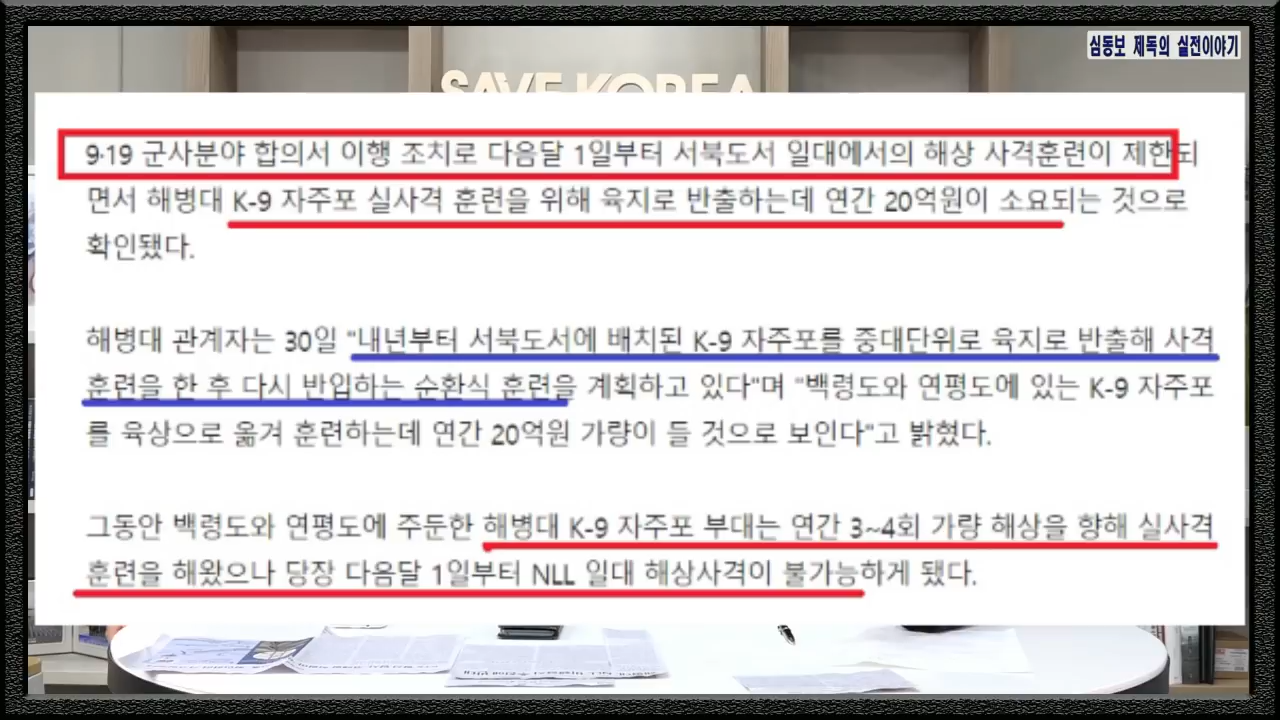 심동보 제독의 실전이야기
SAVE KOREA
9·19 군사분야 합의서 이행 조치로 다음달 1일부터 서북도서 일대에서의 해상 사격훈련이 제한되
면서 해병대 K-9 자주포 실사격 훈련을 위해 육지로 반출하는데 연간 20억원이 소요되는 것으로
확인됐다.
해병대 관계자는 30일 "내년부터 서북도서에 배치된 K-9 자주포를 중대단위로 육지로 반출해 사격
훈련을 한 후 다시 반입하는 순환식 훈련을 계획하고 있다"며 "백령도와 연평도에 있는 K-9 자주포
를 육상으로 옮겨 훈련하는데 연간 20억원 가량이 들 것으로 보인다"고 밝혔다.
그동안 백령도와 연평도에 주둔한 해병대 K-9 자주포 부대는 연간 3~4회 가량 해상을 향해 실사격
훈련을 해왔으나 당장 다음달 1일부터 NLL 일대 해상사격이 불가능하게 됐다.